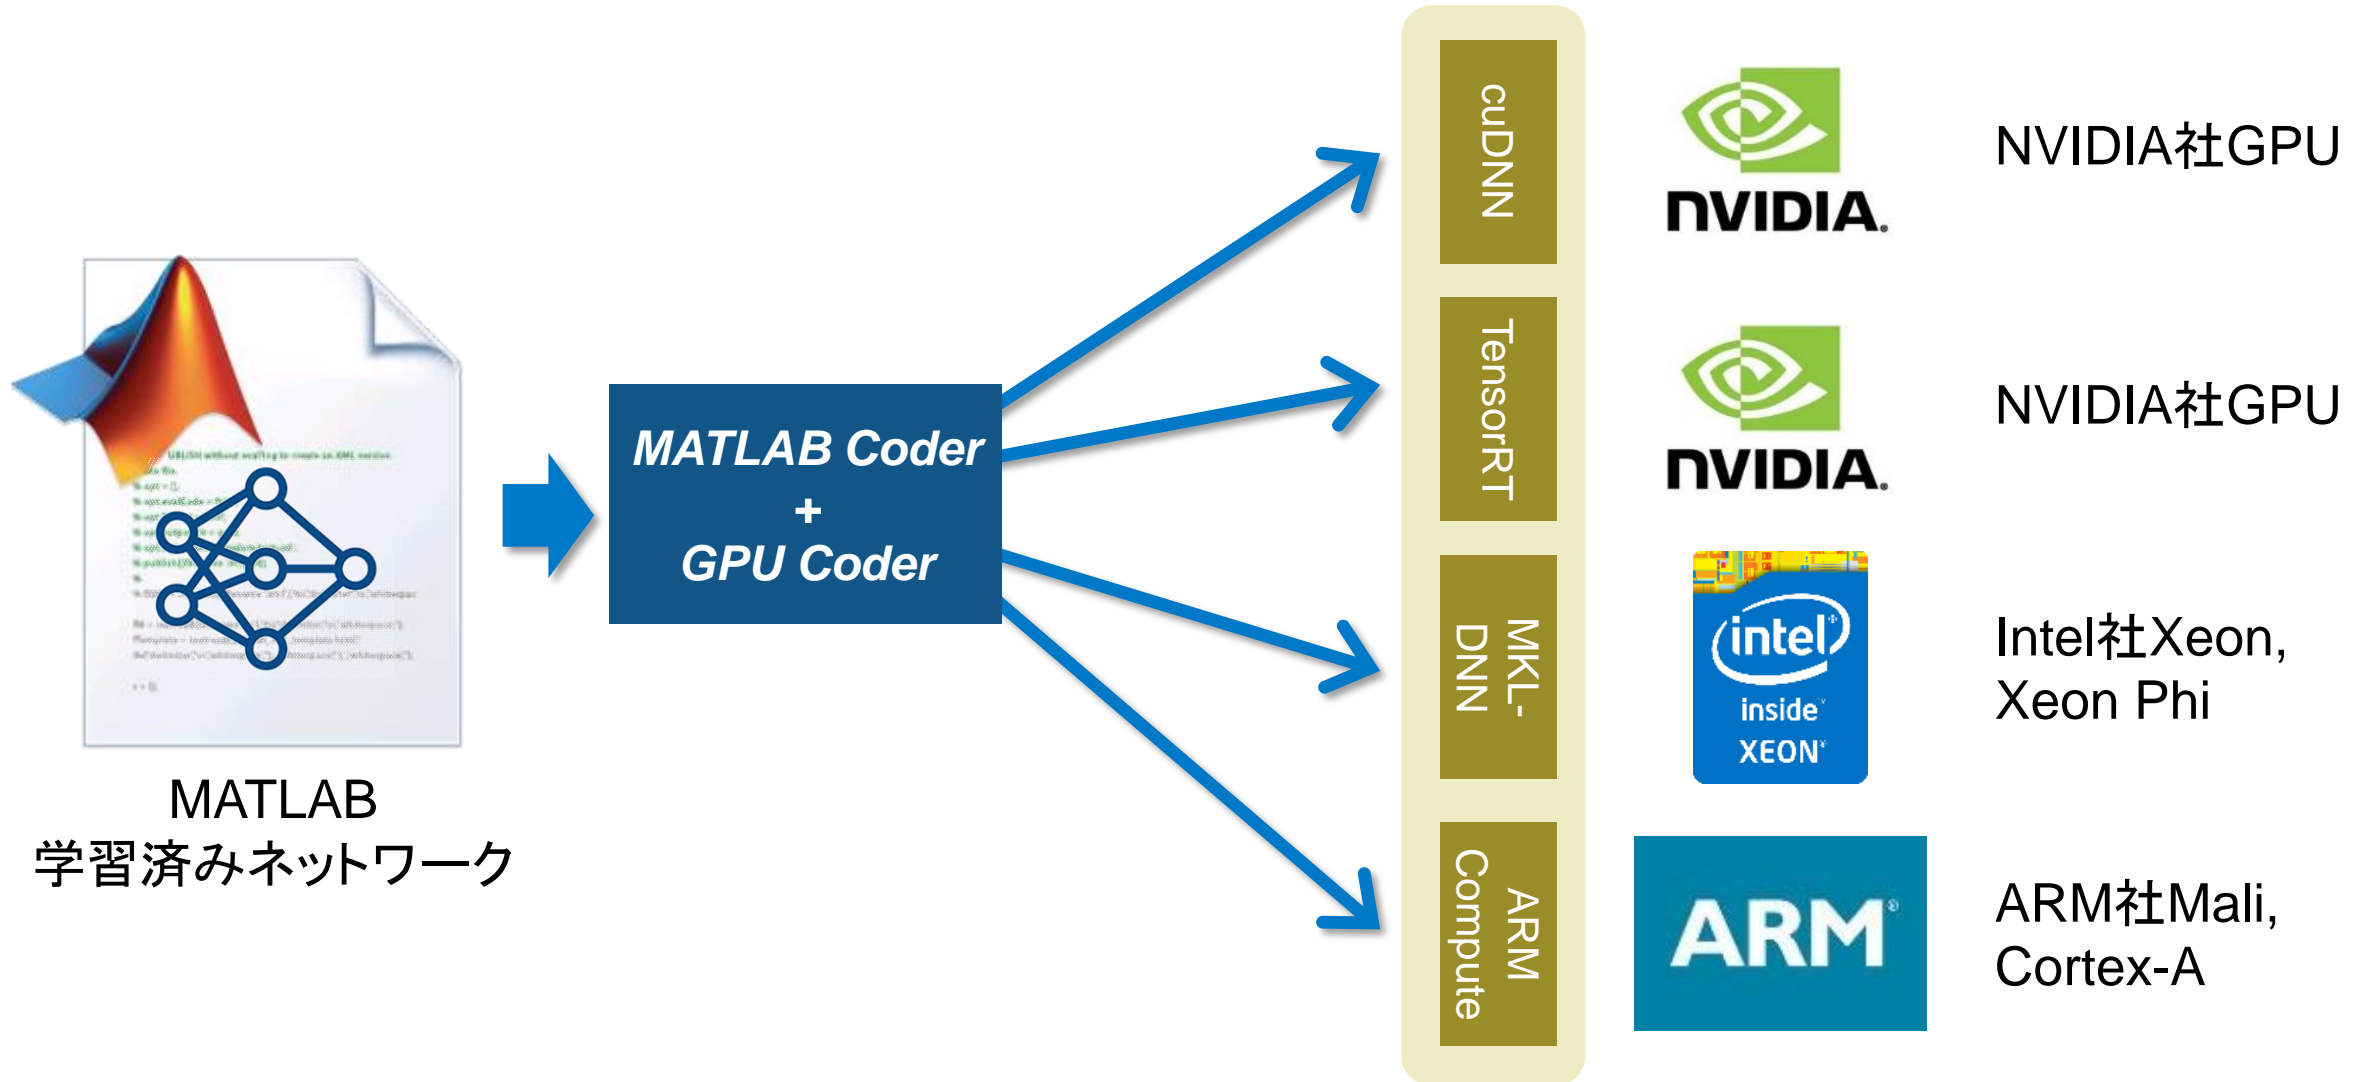 MATLAB
学習済みネットワーク
MATLAB Coder
+
GPU Coder
cuDNN
NVIDIA.
NVIDIA社GPU
TensorRT
NVIDIA.
NVIDIA社GPU
MKL-
DNN
intel
inside
XEON
Intel社Xeon,
Xeon Phi
ARM
Compute
ARM
ARM社Mali,
Cortex-A